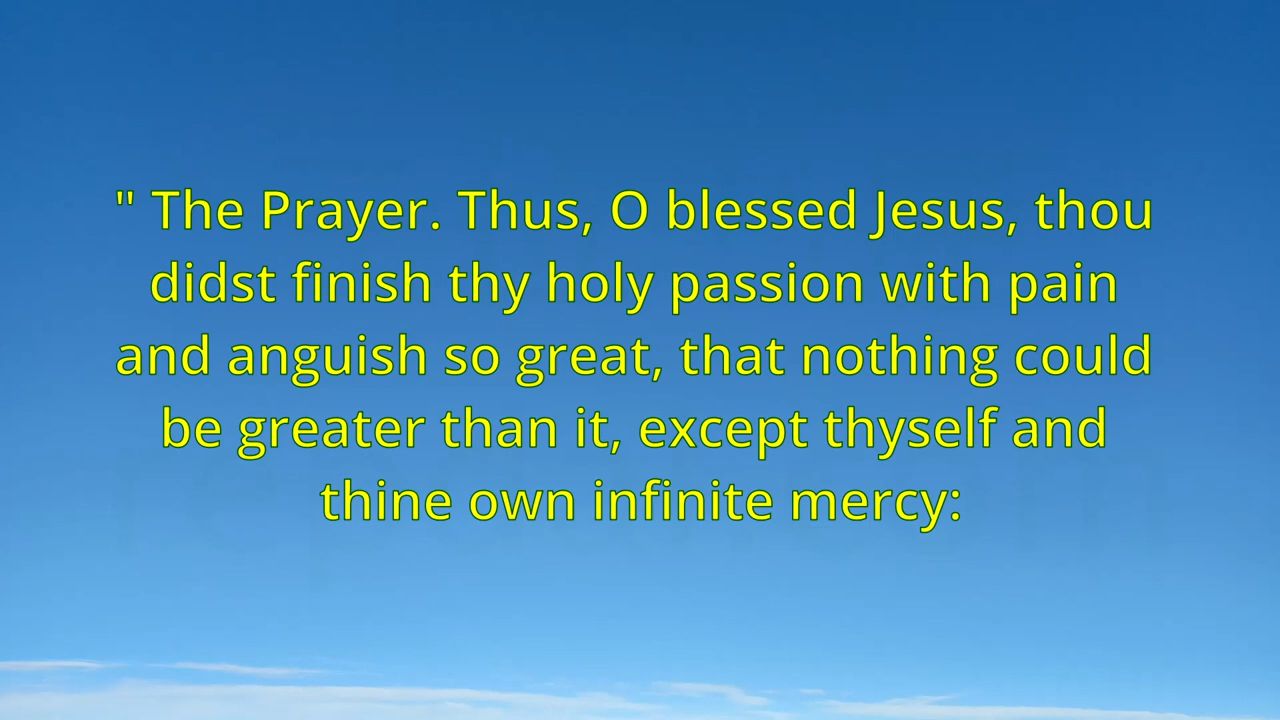 " The Prayer. Thus, O blessed Jesus, thou
didst finish thy holy passion with pain
and anguish so great, that nothing could
be greater than it, except thyself and
thine own infinite mercy: